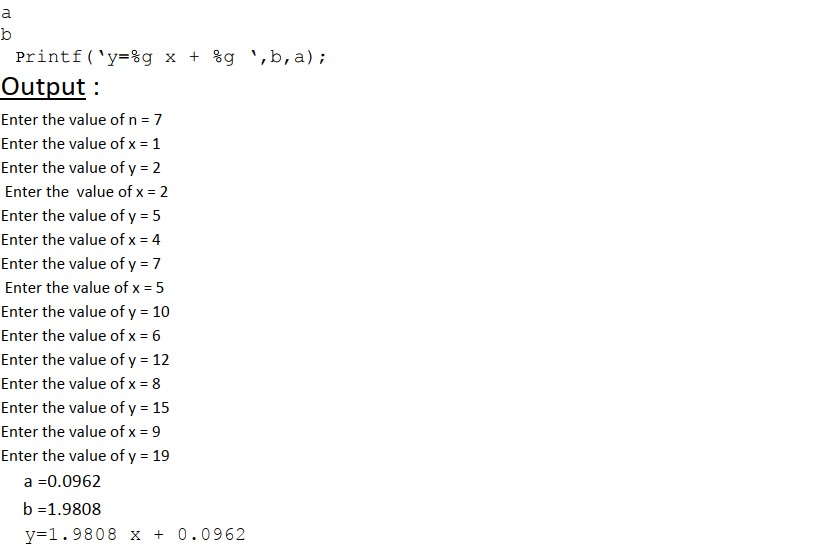 a
b
Printf(‵y=%g x + %g ‵,b,a);
Output :
Enter the value of n = 7
Enter the value of x = 1
Enter the value of y = 2
Enter the  value of x = 2
Enter the value of y = 5
Enter the value of x = 4
Enter the value of y = 7
Enter the value of x = 5
Enter the value of y = 10
Enter the value of x = 6
Enter the value of y = 12
Enter the value of x = 8
Enter the value of y = 15
Enter the value of x = 9
Enter the value of y = 19
a =0.0962
b =1.9808
y=1.9808 x + 0.0962